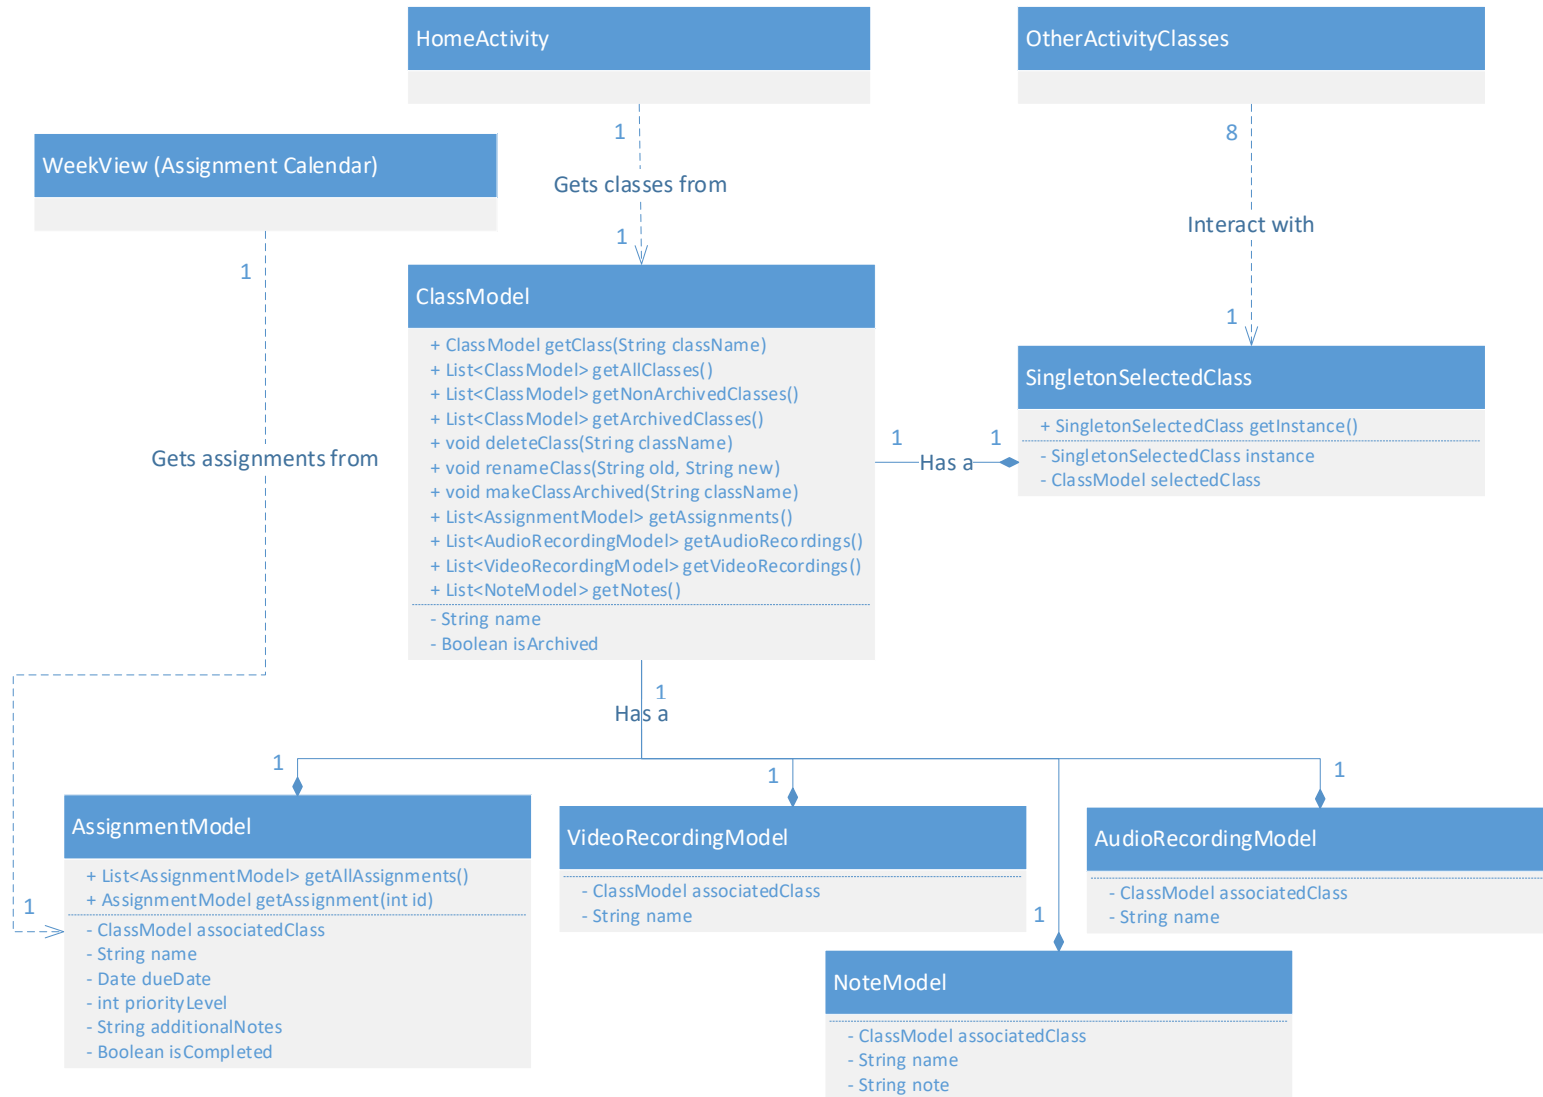 HomeActivity
OtherActivityClasses
1
8
WeekView (Assignment Calendar)
Gets classes from
Interact with
1
1
1
ClassModel
+ ClassModel getClass(String className)
+ List<ClassModel> getAllClasses()
+ List<ClassModel> getNonArchivedClasses()
+ List<ClassModel> getArchivedClasses()
+ void deleteClass(String className)
+ void renameClass(String old, String new)
+ void makeClassArchived(String className)
+ List<AssignmentModel> getAssignments()
+ List<AudioRecordingModel> getAudioRecordings()
+ List<VideoRecordingModel> getVideoRecordings()
+ List<NoteModel> getNotes()
- String name
- Boolean isArchived
SingletonSelectedClass
+ SingletonSelectedClass getInstance()
- SingletonSelectedClass instance
- ClassModel selectedClass
1
1
Has a
Gets assignments from
1
Has a
1
1
1
1
1
AssignmentModel
+ List<AssignmentModel> getAllAssignments()
+ AssignmentModel getAssignment(int id)
- ClassModel associatedClass
- String name
- Date dueDate
- int priorityLevel
- String additionalNotes
- Boolean isCompleted
VideoRecordingModel
- ClassModel associatedClass
- String name
AudioRecordingModel
- ClassModel associatedClass
- String name
NoteModel
- ClassModel associatedClass
- String name
- String note